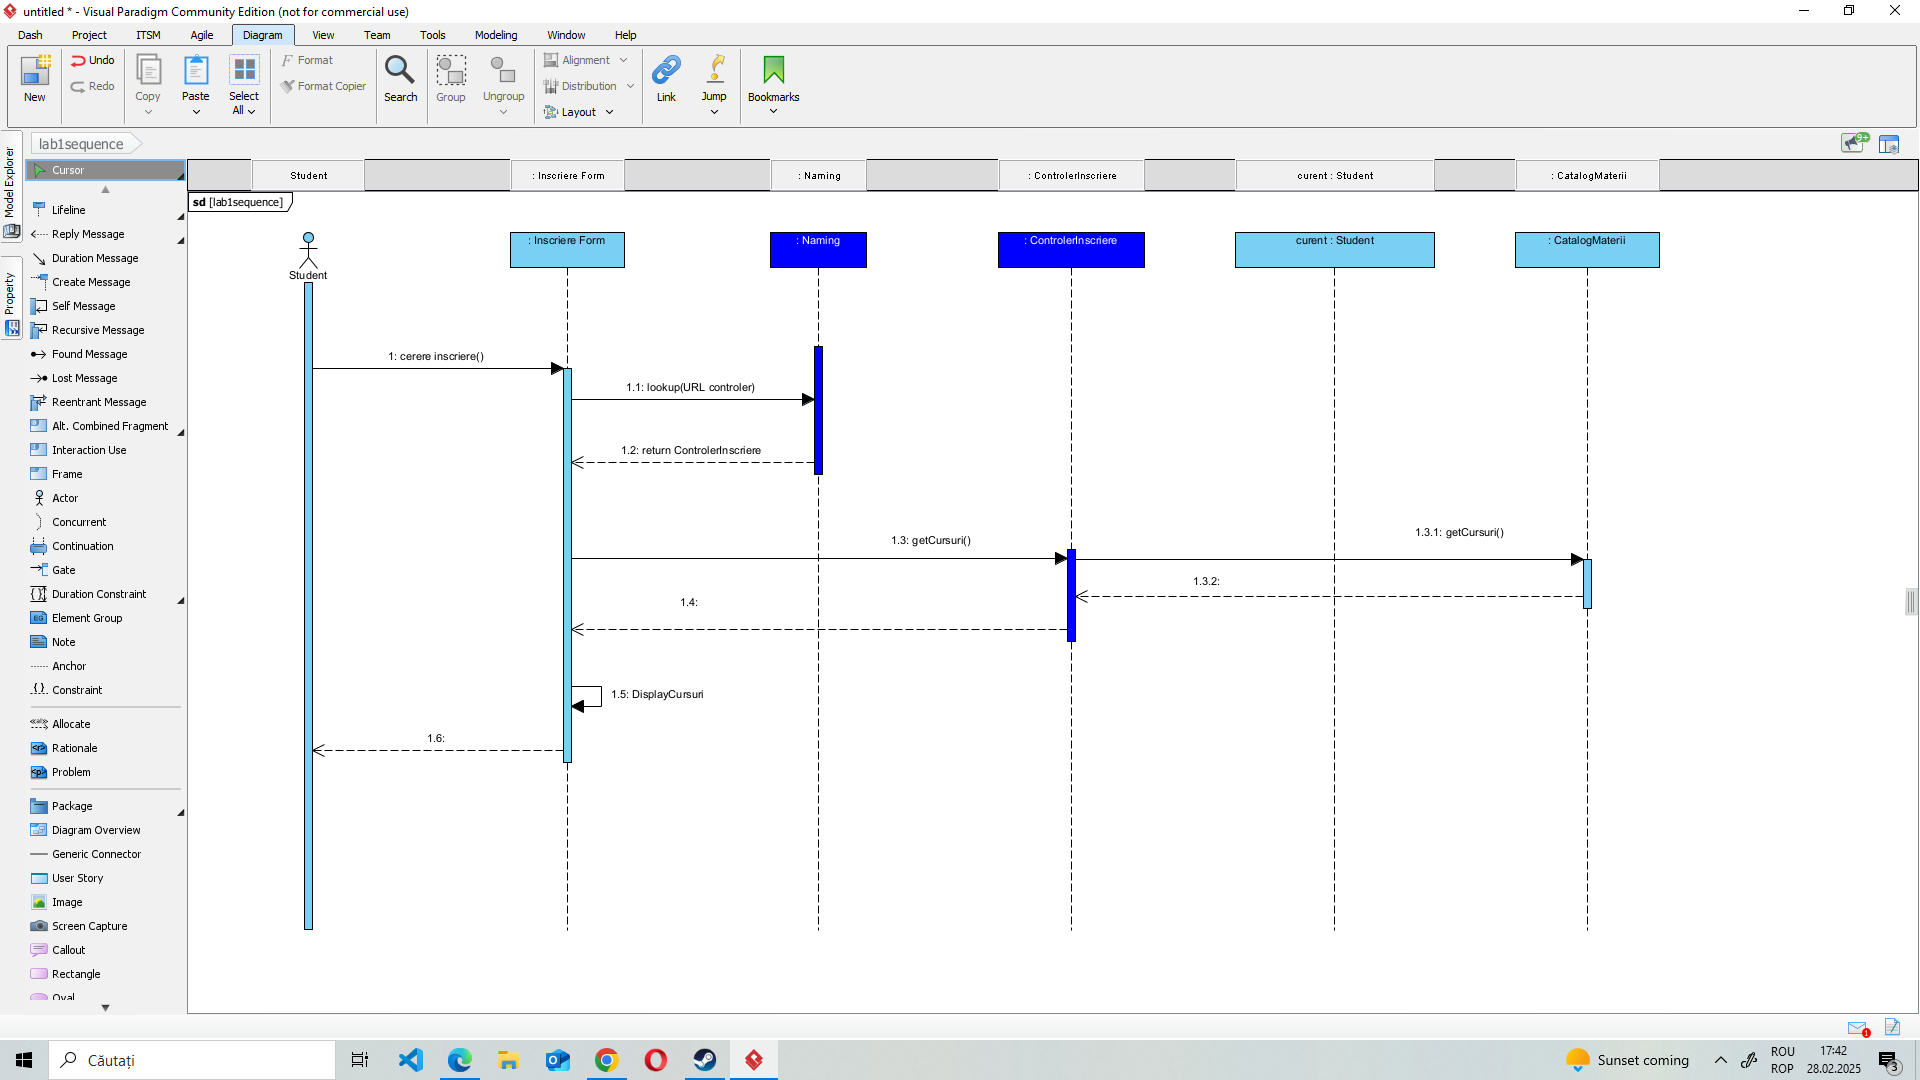 untitled * - Visual Paradigm Community Edition (not for commercial use)
Dash Project ITSM Agile Diagram View Team Tools Modeling Window Help
New
Undo
Redo
Copy
Paste
Select
All
Format
Format Copier
Search
Group
Ungroup
Alignment
Distribution
Layout
Link
Jump
Bookmarks
lab1sequence
9+
Model Explorer
Property
Cursor
Lifeline
Reply Message
Duration Message
Create Message
Self Message
Recursive Message
Found Message
Lost Message
Reentrant Message
Alt. Combined Fragment
Interaction Use
Frame
Actor
Concurrent
Continuation
Gate
Duration Constraint
Element Group
Note
Anchor
Constraint
Allocate
Rationale
Problem
Package
Diagram Overview
Generic Connector
User Story
Image
Screen Capture
Callout
Rectangle
Oval
Student : Inscriere Form : Naming : ControlerInscriere curent : Student : CatalogMaterii
sd [lab1sequence]
: Inscriere Form : Naming : ControlerInscriere curent : Student : CatalogMaterii
Student
1: cerere inscriere()
1.1: lookup(URL controler)
1.2: return ControlerInscriere
1.3: getCursuri()
1.3.1: getCursuri()
1.3.2:
1.4:
1.5: DisplayCursuri
1.6:
1
Căutați
Sunset coming
ROU
ROP
17:42
28.02.2025
3